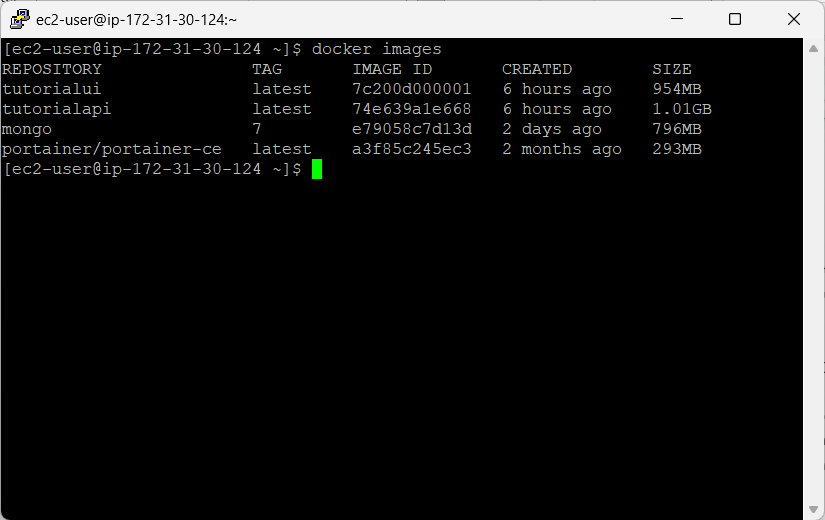 ec2-user@ip-172-31-30-124:~
[ec2-user@ip-172-31-30-124 ~]$ docker images
REPOSITORY TAG IMAGE ID CREATED SIZE
tutorialui latest 7c200d000001 6 hours ago 954MB
tutorialapi latest 74e639a1e668 6 hours ago 1.01GB
mongo 7 e79058c7d13d 2 days ago 796MB
portainer/portainer-ce latest a3f85c245ec3 2 months ago 293MB
[ec2-user@ip-172-31-30-124 ~]$